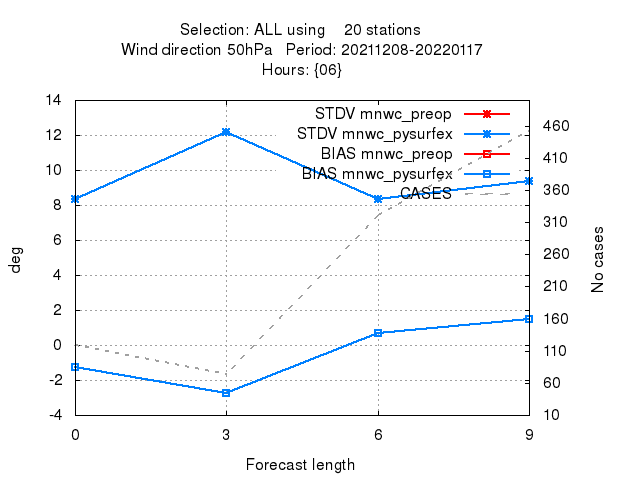 Selection: ALL using    20 stations
Wind direction 50hPa   Period: 20211208-20220117
Hours: {06}
STDV mnwc_preop
STDV mnwc_pysurfex
BIAS mnwc_preop
BIAS mnwc_pysurfex
CASES
14
12
10
8
6
4
2
0
-2
-4
deg
460
410
360
310
260
210
160
110
60
10
No cases
0 3 6 9
Forecast length